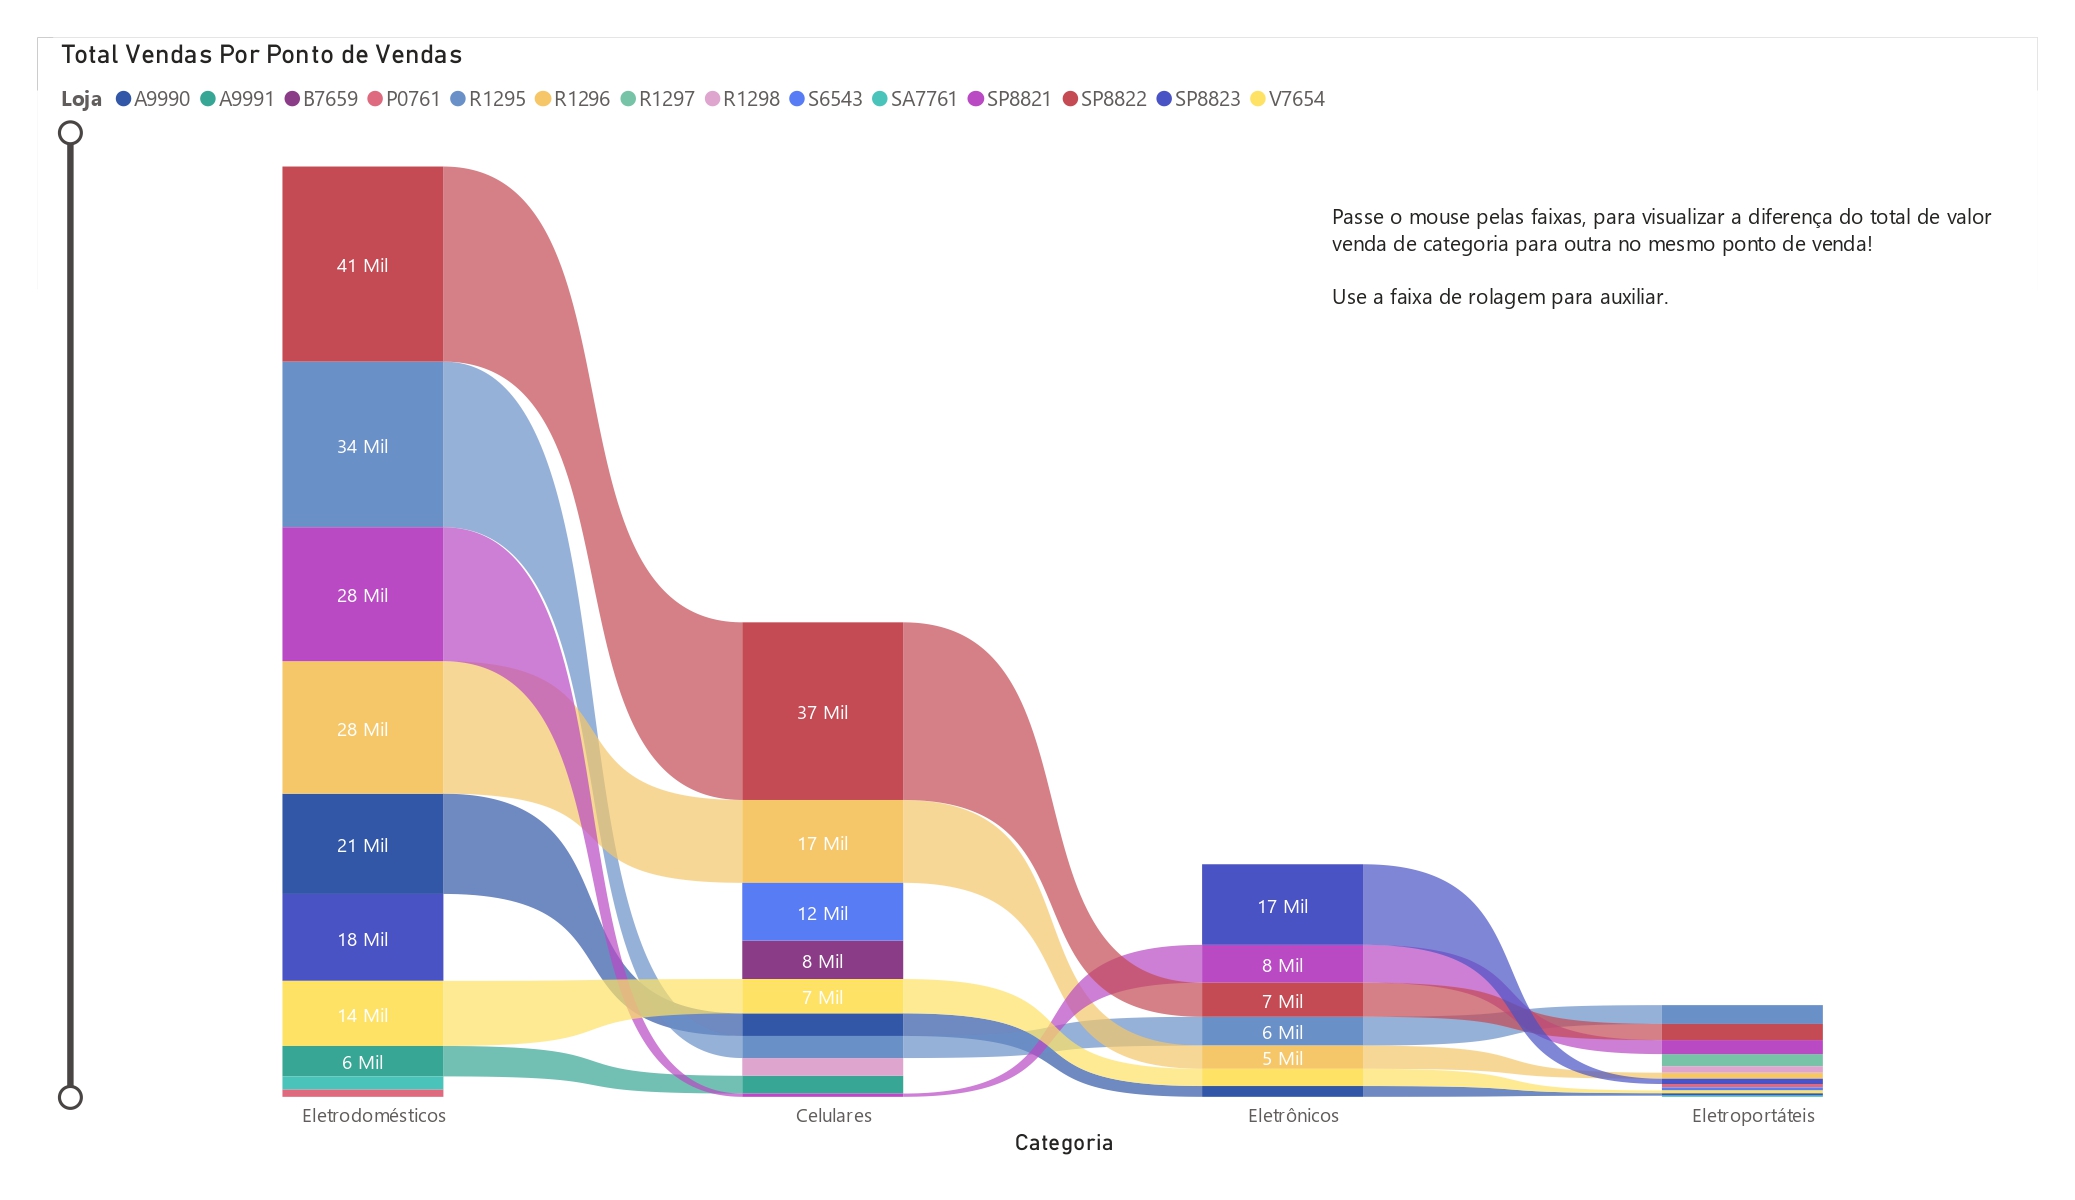 Total Vendas Por Ponto de Vendas
Loja A9990 A9991 B7659 P0761 R1295 R1296 R1297 R1298 S6543 SA7761 SP8821 SP8822 SP8823 V7654
Passe o mouse pelas faixas, para visualizar a diferença do total de valor
venda de categoria para outra no mesmo ponto de venda!
Use a faixa de rolagem para auxiliar.
41 Mil
34 Mil
28 Mil
28 Mil
21 Mil
18 Mil
14 Mil
6 Mil
37 Mil
17 Mil
12 Mil
8 Mil
7 Mil
17 Mil
8 Mil
7 Mil
6 Mil
5 Mil
Eletrodomésticos Celulares Eletrônicos Eletroportáteis
Categoria